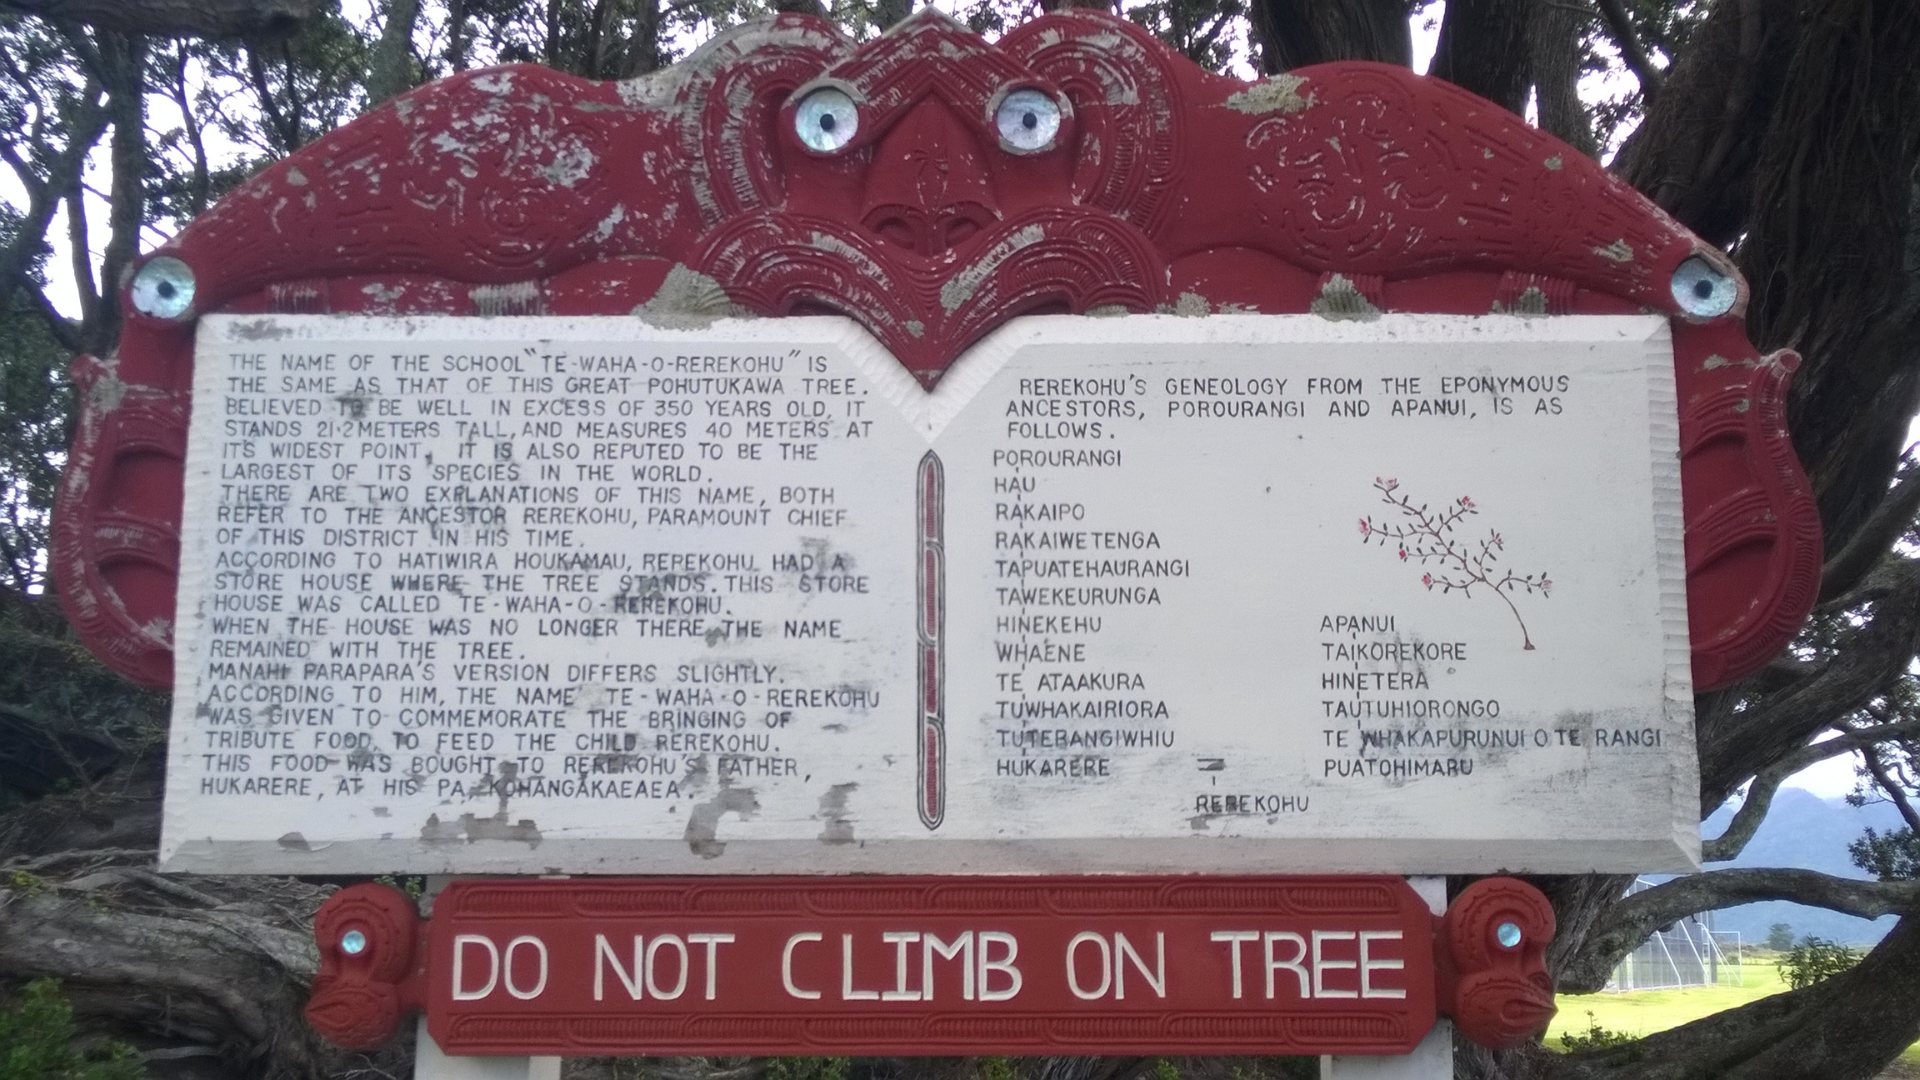 THE NAME OF THE SCHOOL "TE-WAHA-O-REREKOHU" IS
THE SAME AS THAT OF THIS GREAT POHUTUKAWA TREE.
BELIEVED TO BE WELL IN EXCESS OF 350 YEARS OLD, IT
STANDS 21·2 METERS TALL, AND MEASURES 40 METERS AT
ITS WIDEST POINT, IT IS ALSO REPUTED TO BE THE
LARGEST OF ITS SPECIES IN THE WORLD.
THERE ARE TWO EXPLANATIONS OF THIS NAME, BOTH
REFER TO THE ANCESTOR REREKOHU, PARAMOUNT CHIEF
OF THIS DISTRICT IN HIS TIME.
ACCORDING TO HATIWIRA HOUKAMAU, REREKOHU HAD A
STORE HOUSE WHERE THE TREE STANDS. THIS STORE
HOUSE WAS CALLED TE-WAHA-O-REREKOHU.
WHEN THE HOUSE WAS NO LONGER THERE THE NAME
REMAINED WITH THE TREE.
MANAHI PARAPARA'S VERSION DIFFERS SLIGHTLY.
ACCORDING TO HIM, THE NAME TE-WAHA-O-REREKOHU
WAS GIVEN TO COMMEMORATE THE BRINGING OF
TRIBUTE FOOD, TO FEED THE CHILD REREKOHU.
THIS FOOD WAS BOUGHT TO REREKOHU'S FATHER,
HUKARERE, AT HIS PA, KOHANGAKAEAEA.
REREKOHU'S GENEOLOGY FROM THE EPONYMOUS
ANCESTORS, POROURANGI AND APANUI, IS AS
FOLLOWS.
POROURANGI
HAU
RAKAIPO
RAKAIWETENGA
TAPUATEHAURANGI
TAWEKEURUNGA
HINEKEHU
WHAENE
TE ATAAKURA
TUWHAKAIRIORA
TUTERANGIWHIU
HUKARERE
APANUI
TAIKOREKORE
HINETERA
TAUTUHIORONGO
TE WHAKAPURUNUI O TE RANGI
PUATOHIMARU
=
REREKOHU
DO NOT CLIMB ON TREE